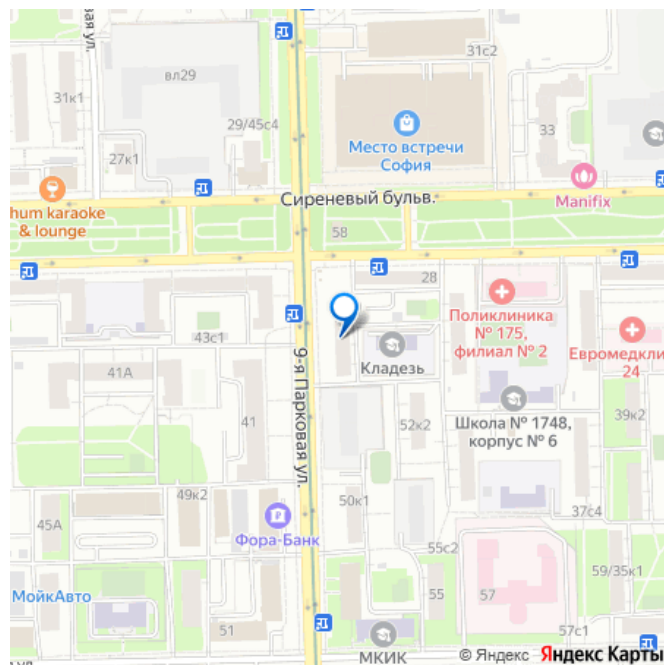 вая ул.
31с2
вл29
31к1
29/45с4
Место встречи
София
33
27к1
Manifix
hum karaoke
& lounge
Сиреневый бульв.
58
28
Поликлиника
№ 175,
филиал № 2
43с1
Евромедкли
24
41А
Кладезь
9-я Парковая ул.
41
52к2
Школа № 1748,
корпус № 6
39к2
49к2
50к1
37с4
45А
Фора-Банк
55с2
59/35к1
МойкАвто
55
57
51
57с1
МКИК
© Яндекс Яндекс Карты